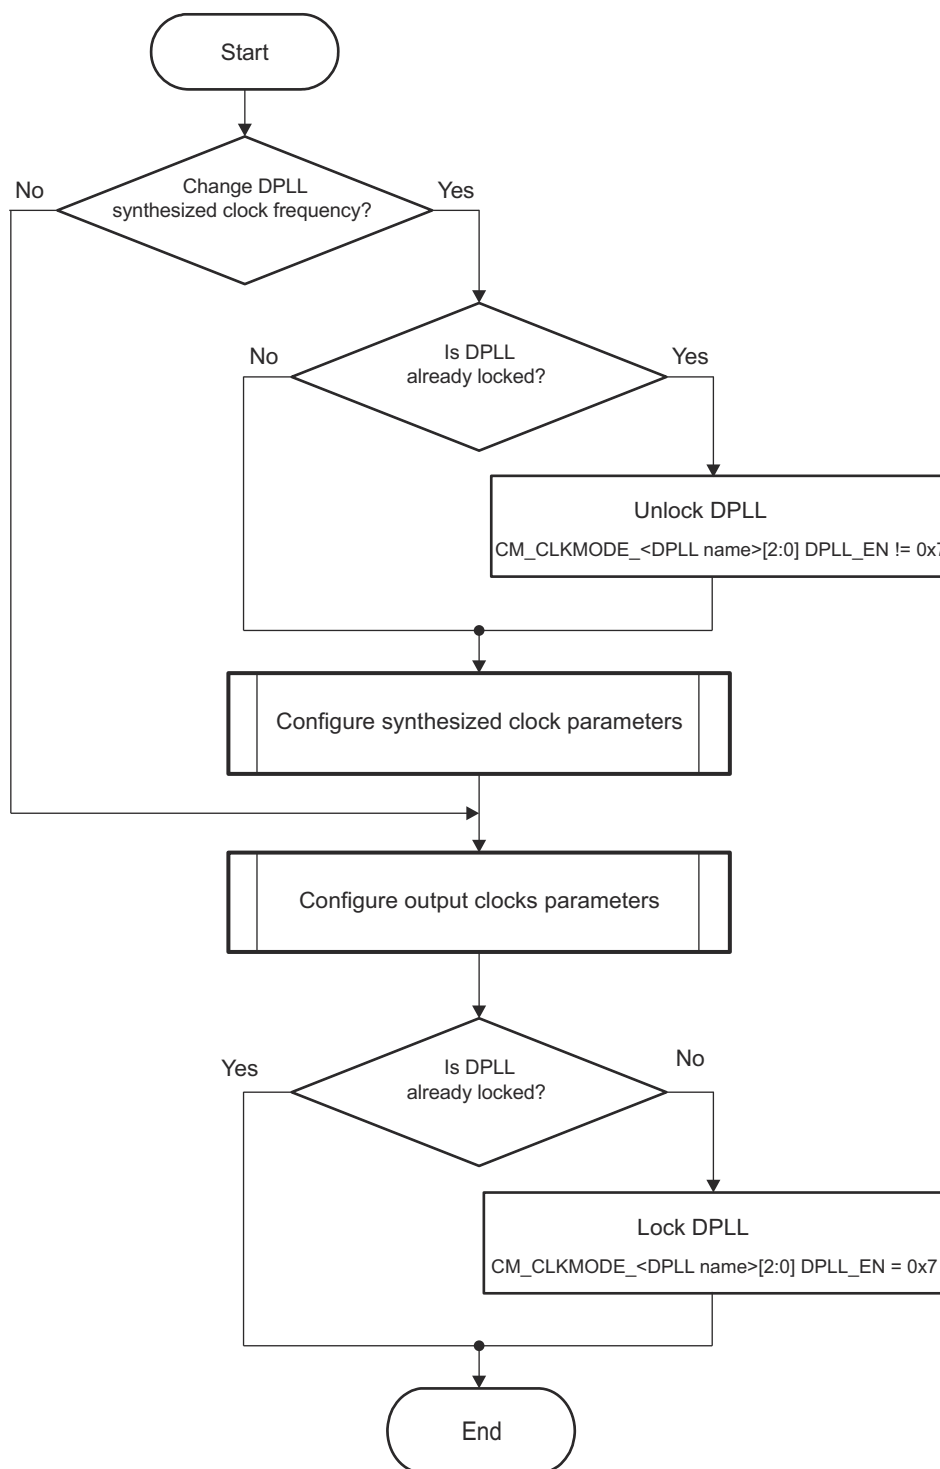 Start
Change DPLL
synthesized clock frequency?
No
Yes
Is DPLL
already locked?
No
Yes
Unlock DPLL
CM_CLKMODE_<DPLL name>[2:0] DPLL_EN != 0x7
Configure synthesized clock parameters
Configure output clocks parameters
Is DPLL
already locked?
Yes
No
Lock DPLL
CM_CLKMODE_<DPLL name>[2:0] DPLL_EN = 0x7
End